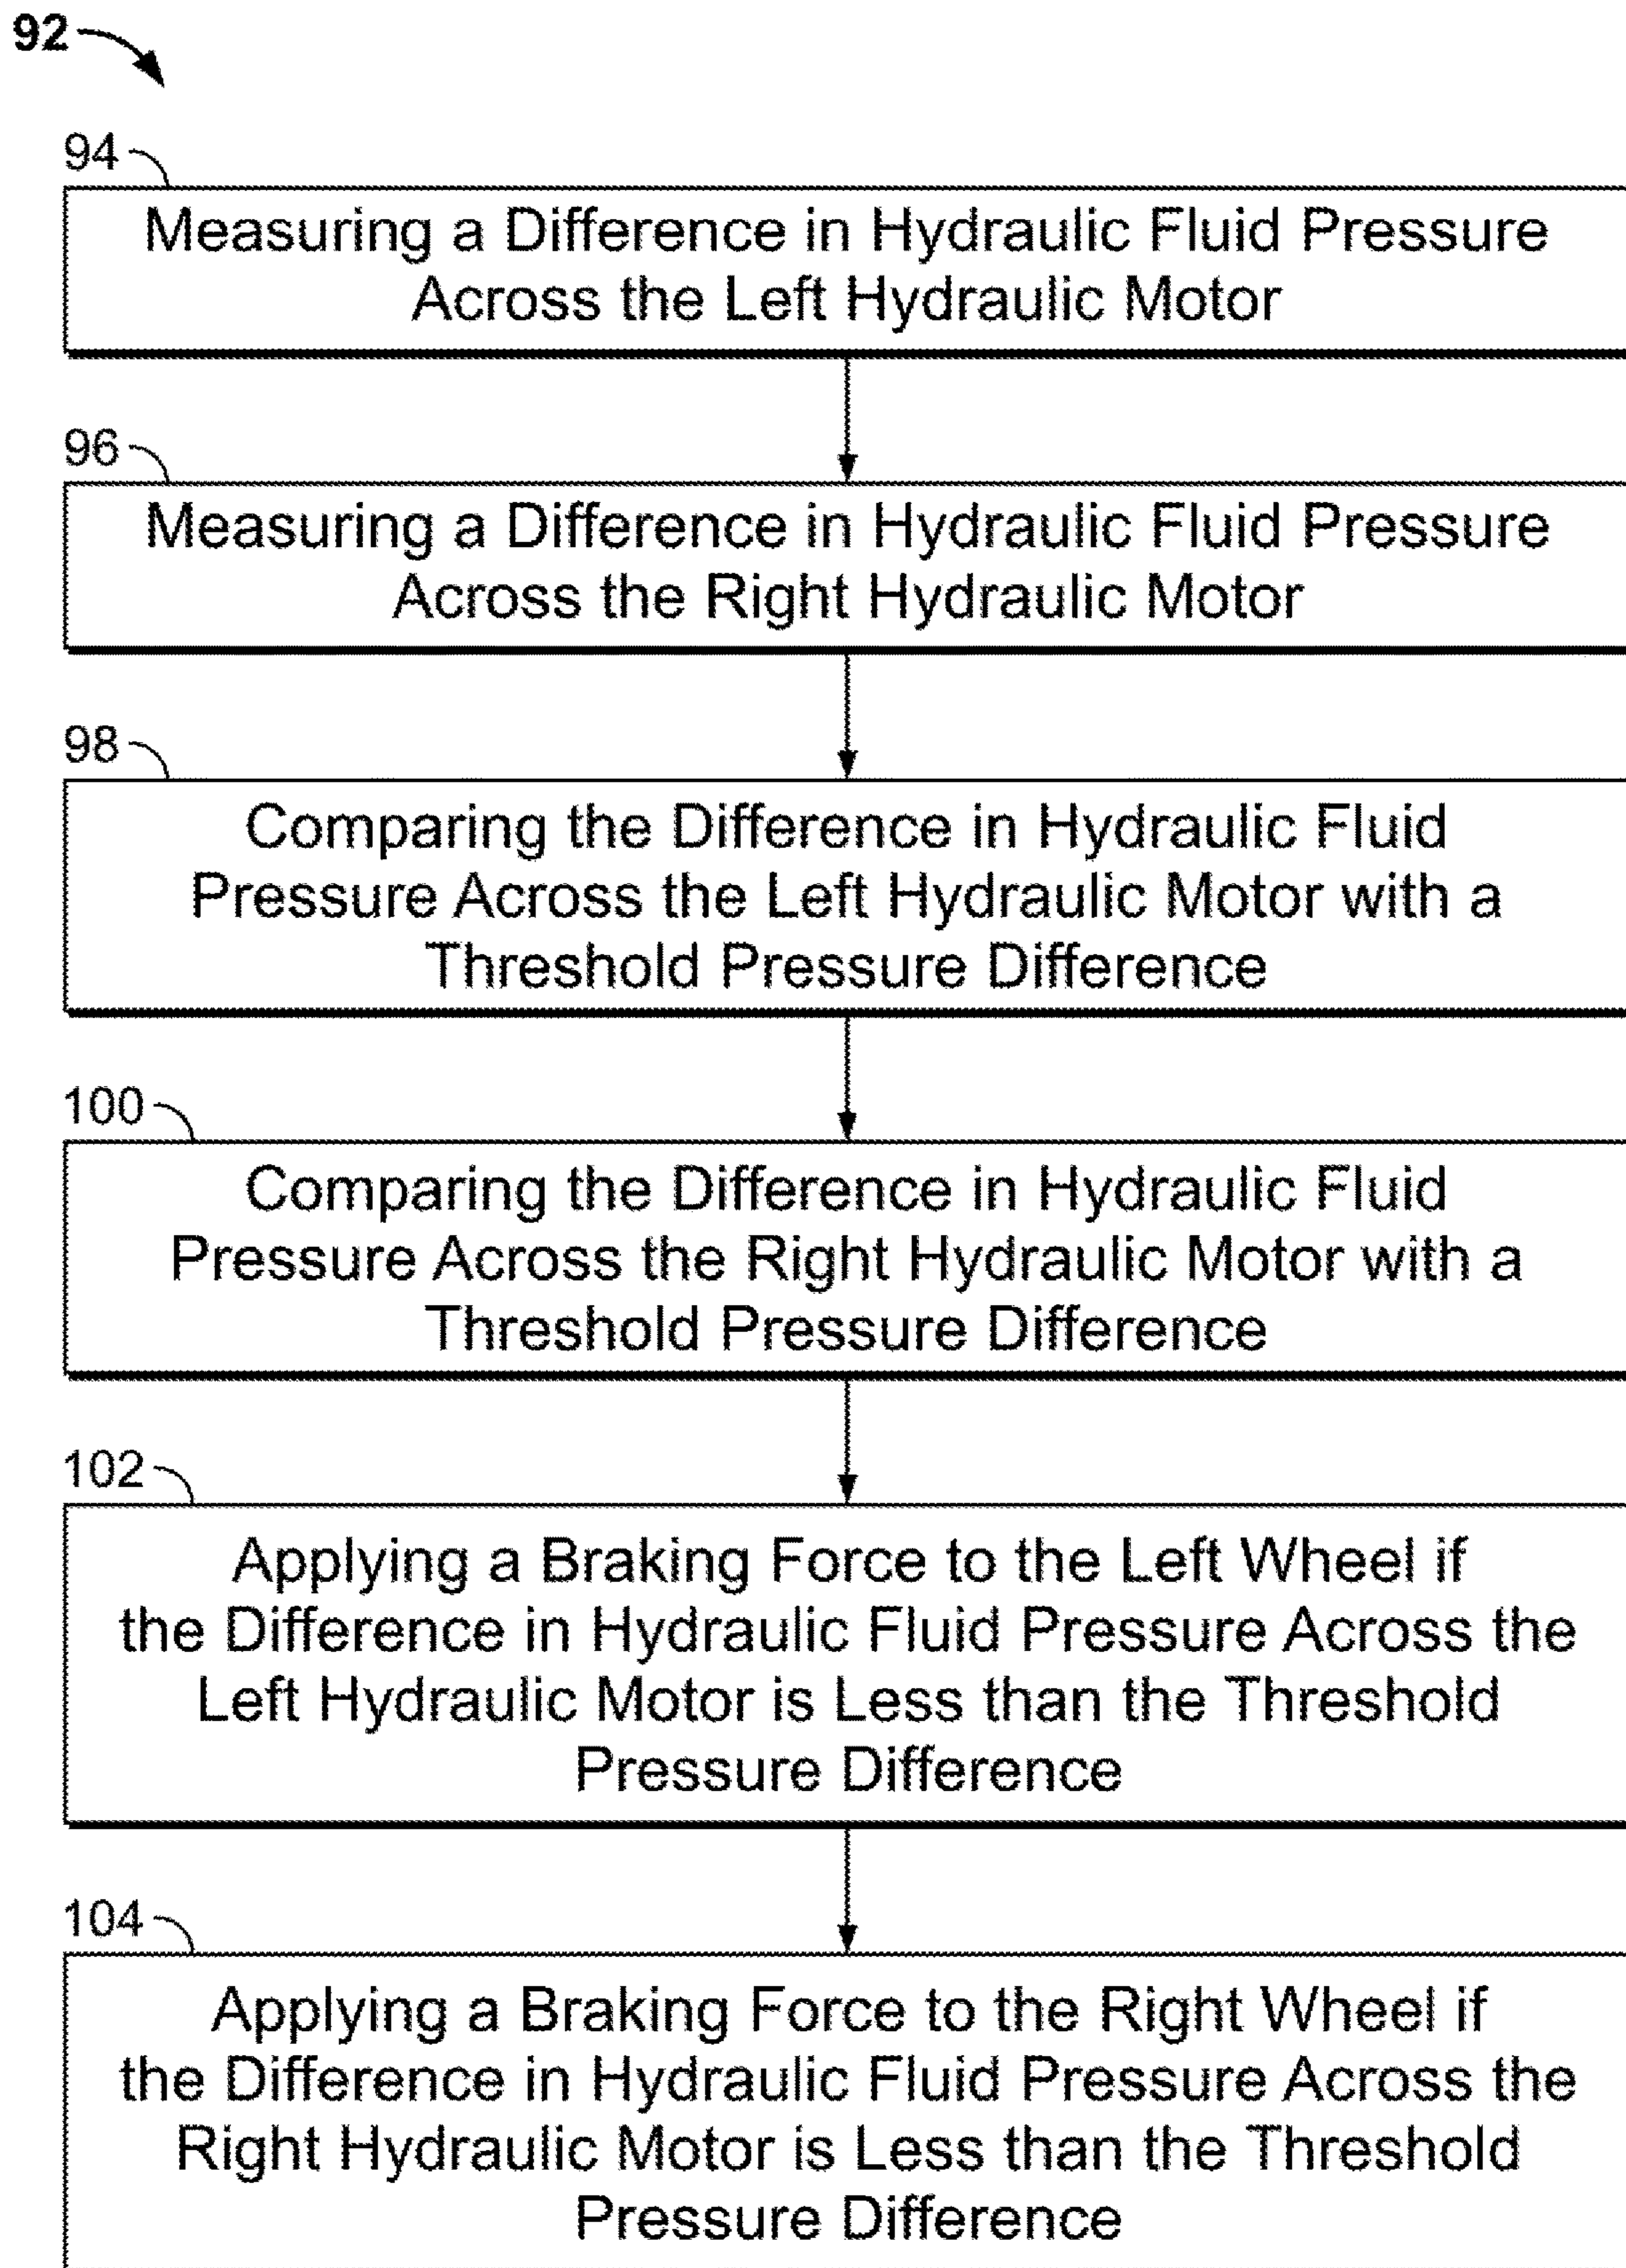 92
94
Measuring a Difference in Hydraulic Fluid Pressure
Across the Left Hydraulic Motor
96
Measuring a Difference in Hydraulic Fluid Pressure
Across the Right Hydraulic Motor
98
Comparing the Difference in Hydraulic Fluid
Pressure Across the Left Hydraulic Motor with a
Threshold Pressure Difference
100
Comparing the Difference in Hydraulic Fluid
Pressure Across the Right Hydraulic Motor with a
Threshold Pressure Difference
102
Applying a Braking Force to the Left Wheel if
the Difference in Hydraulic Fluid Pressure Across the
Left Hydraulic Motor is Less than the Threshold
Pressure Difference
104
Applying a Braking Force to the Right Wheel if
the Difference in Hydraulic Fluid Pressure Across the
Right Hydraulic Motor is Less than the Threshold
Pressure Difference